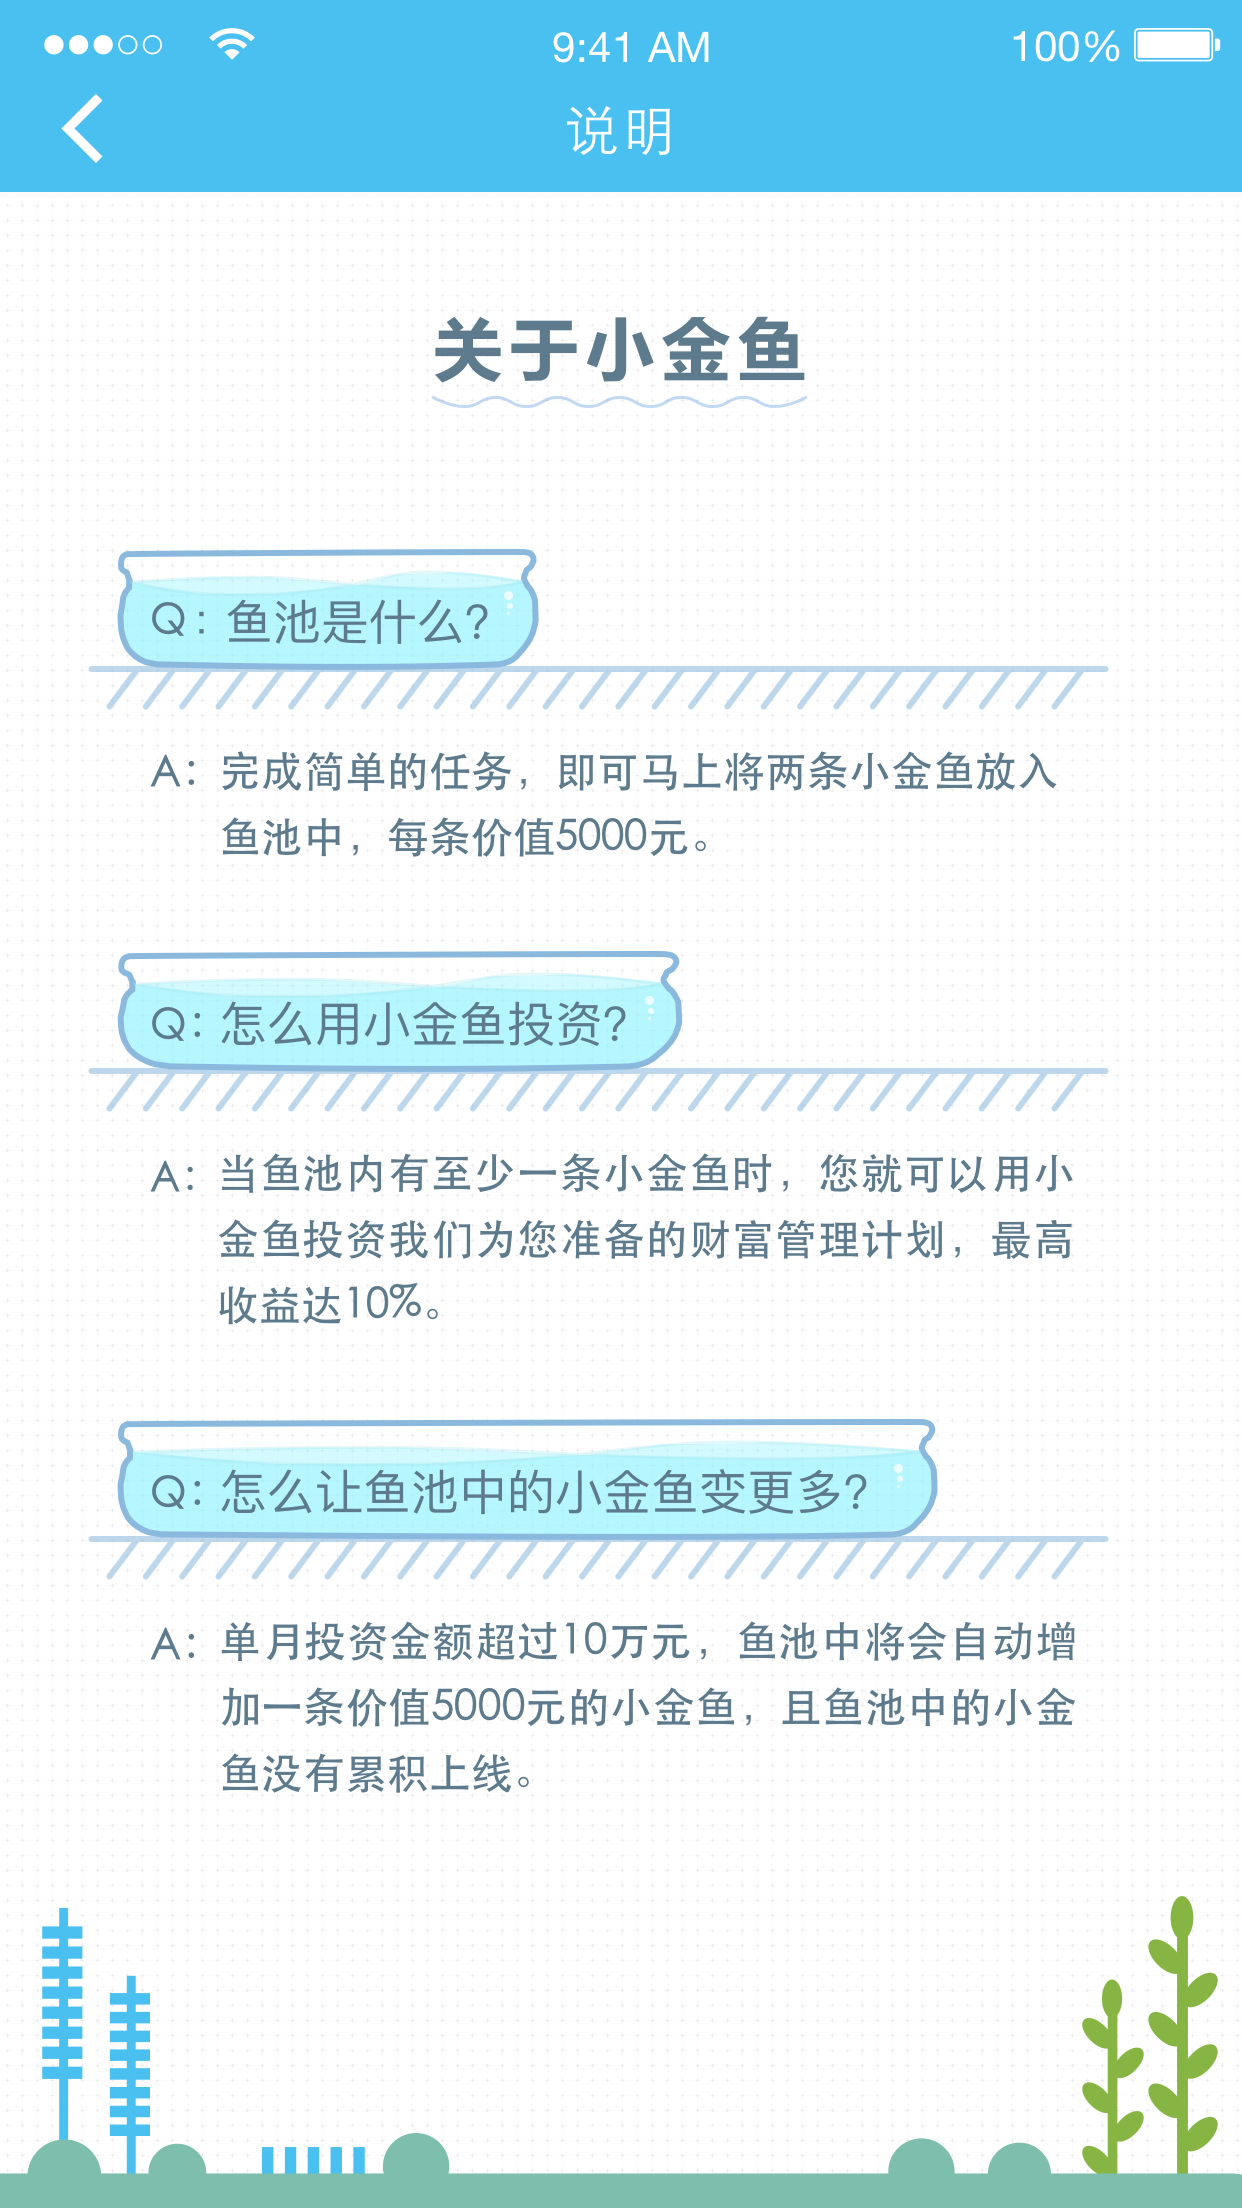 9:41 AM
100%
说明
关于小金鱼
Q：鱼池是什么?
A：完成简单的任务，即可马上将两条小金鱼放入
鱼池中，每条价值5000元。
Q：怎么用小金鱼投资?
A：当鱼池内有至少一条小金鱼时，您就可以用小
金鱼投资我们为您准备的财富管理计划，最高
收益达10%。
Q：怎么让鱼池中的小金鱼变更多?
A：单月投资金额超过10万元，鱼池中将会自动增
加一条价值5000元的小金鱼，且鱼池中的小金
鱼没有累积上线。